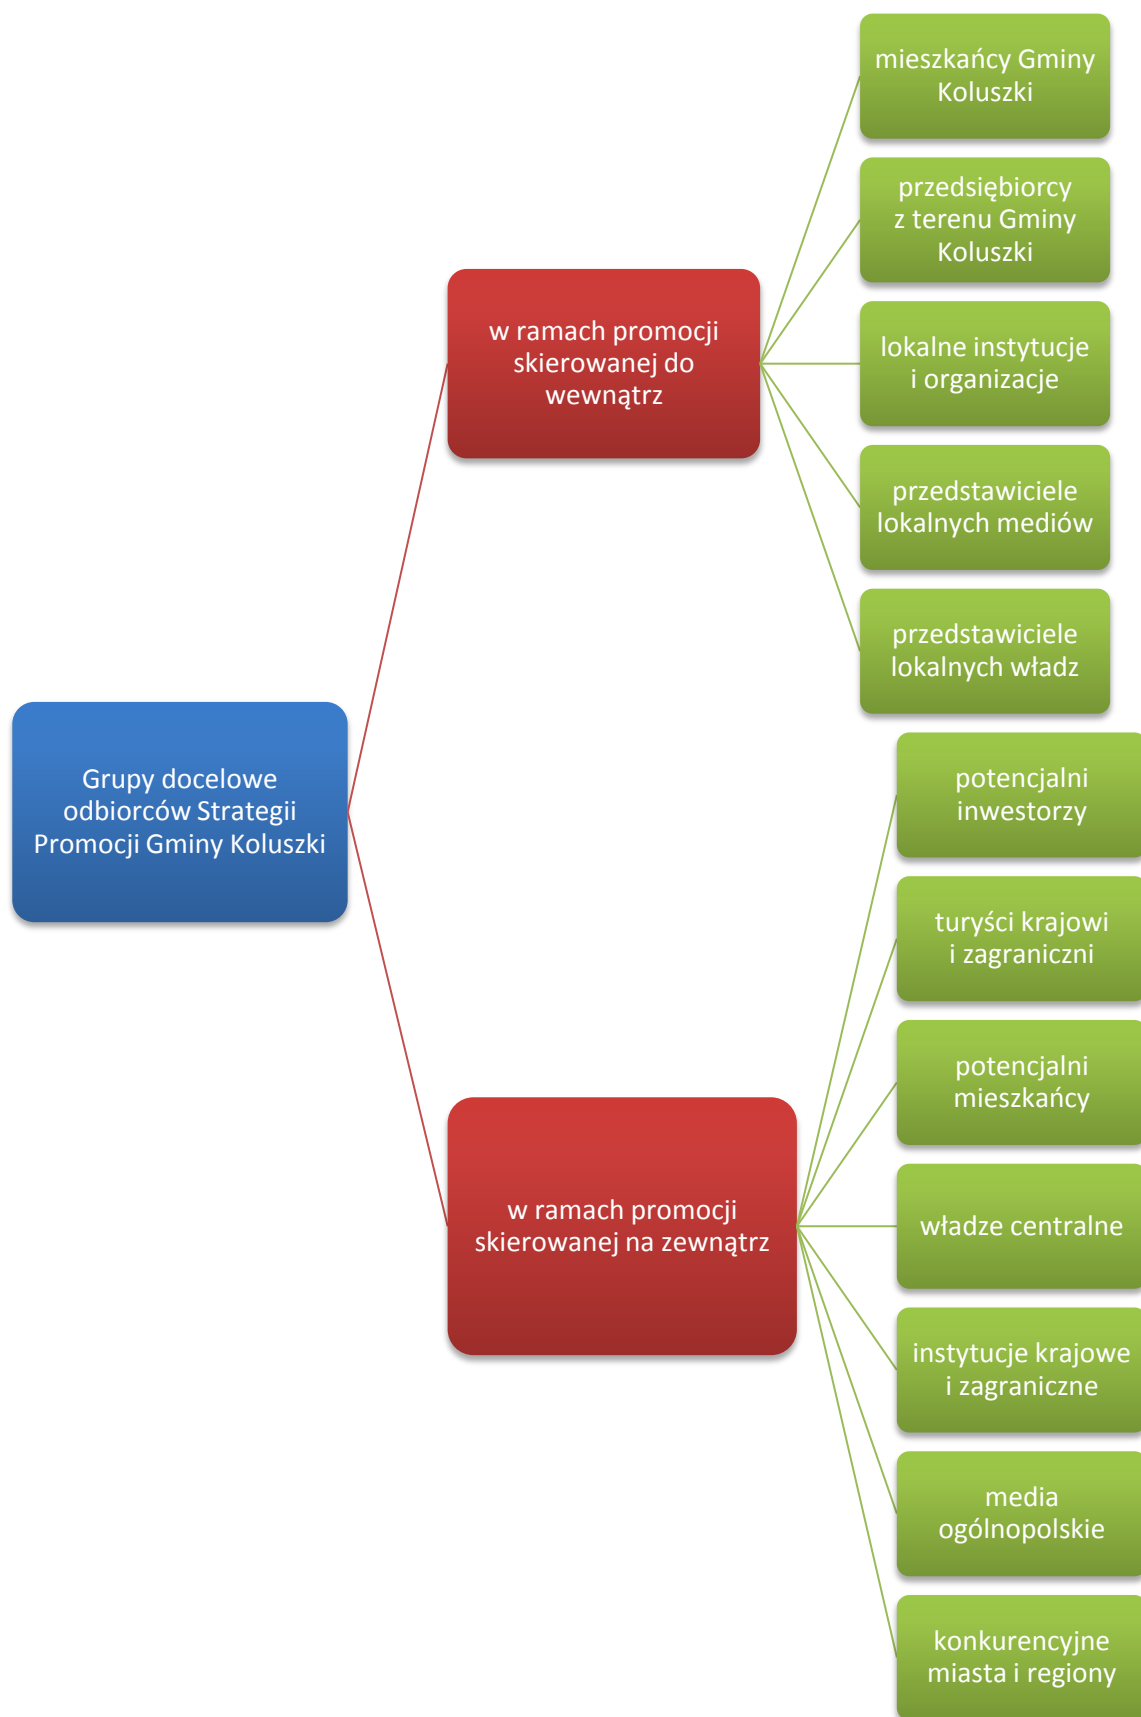 Grupy docelowe
odbiorców Strategii
Promocji Gminy Koluszki
w ramach promocji
skierowanej do
wewnątrz
mieszkańcy Gminy
Koluszki
przedsiębiorcy
z terenu Gminy
Koluszki
lokalne instytucje
i organizacje
przedstawiciele
lokalnych mediów
przedstawiciele
lokalnych władz
w ramach promocji
skierowanej na zewnątrz
potencjalni
inwestorzy
turyści krajowi
i zagraniczni
potencjalni
mieszkańcy
władze centralne
instytucje krajowe
i zagraniczne
media
ogólnopolskie
konkurencyjne
miasta i regiony